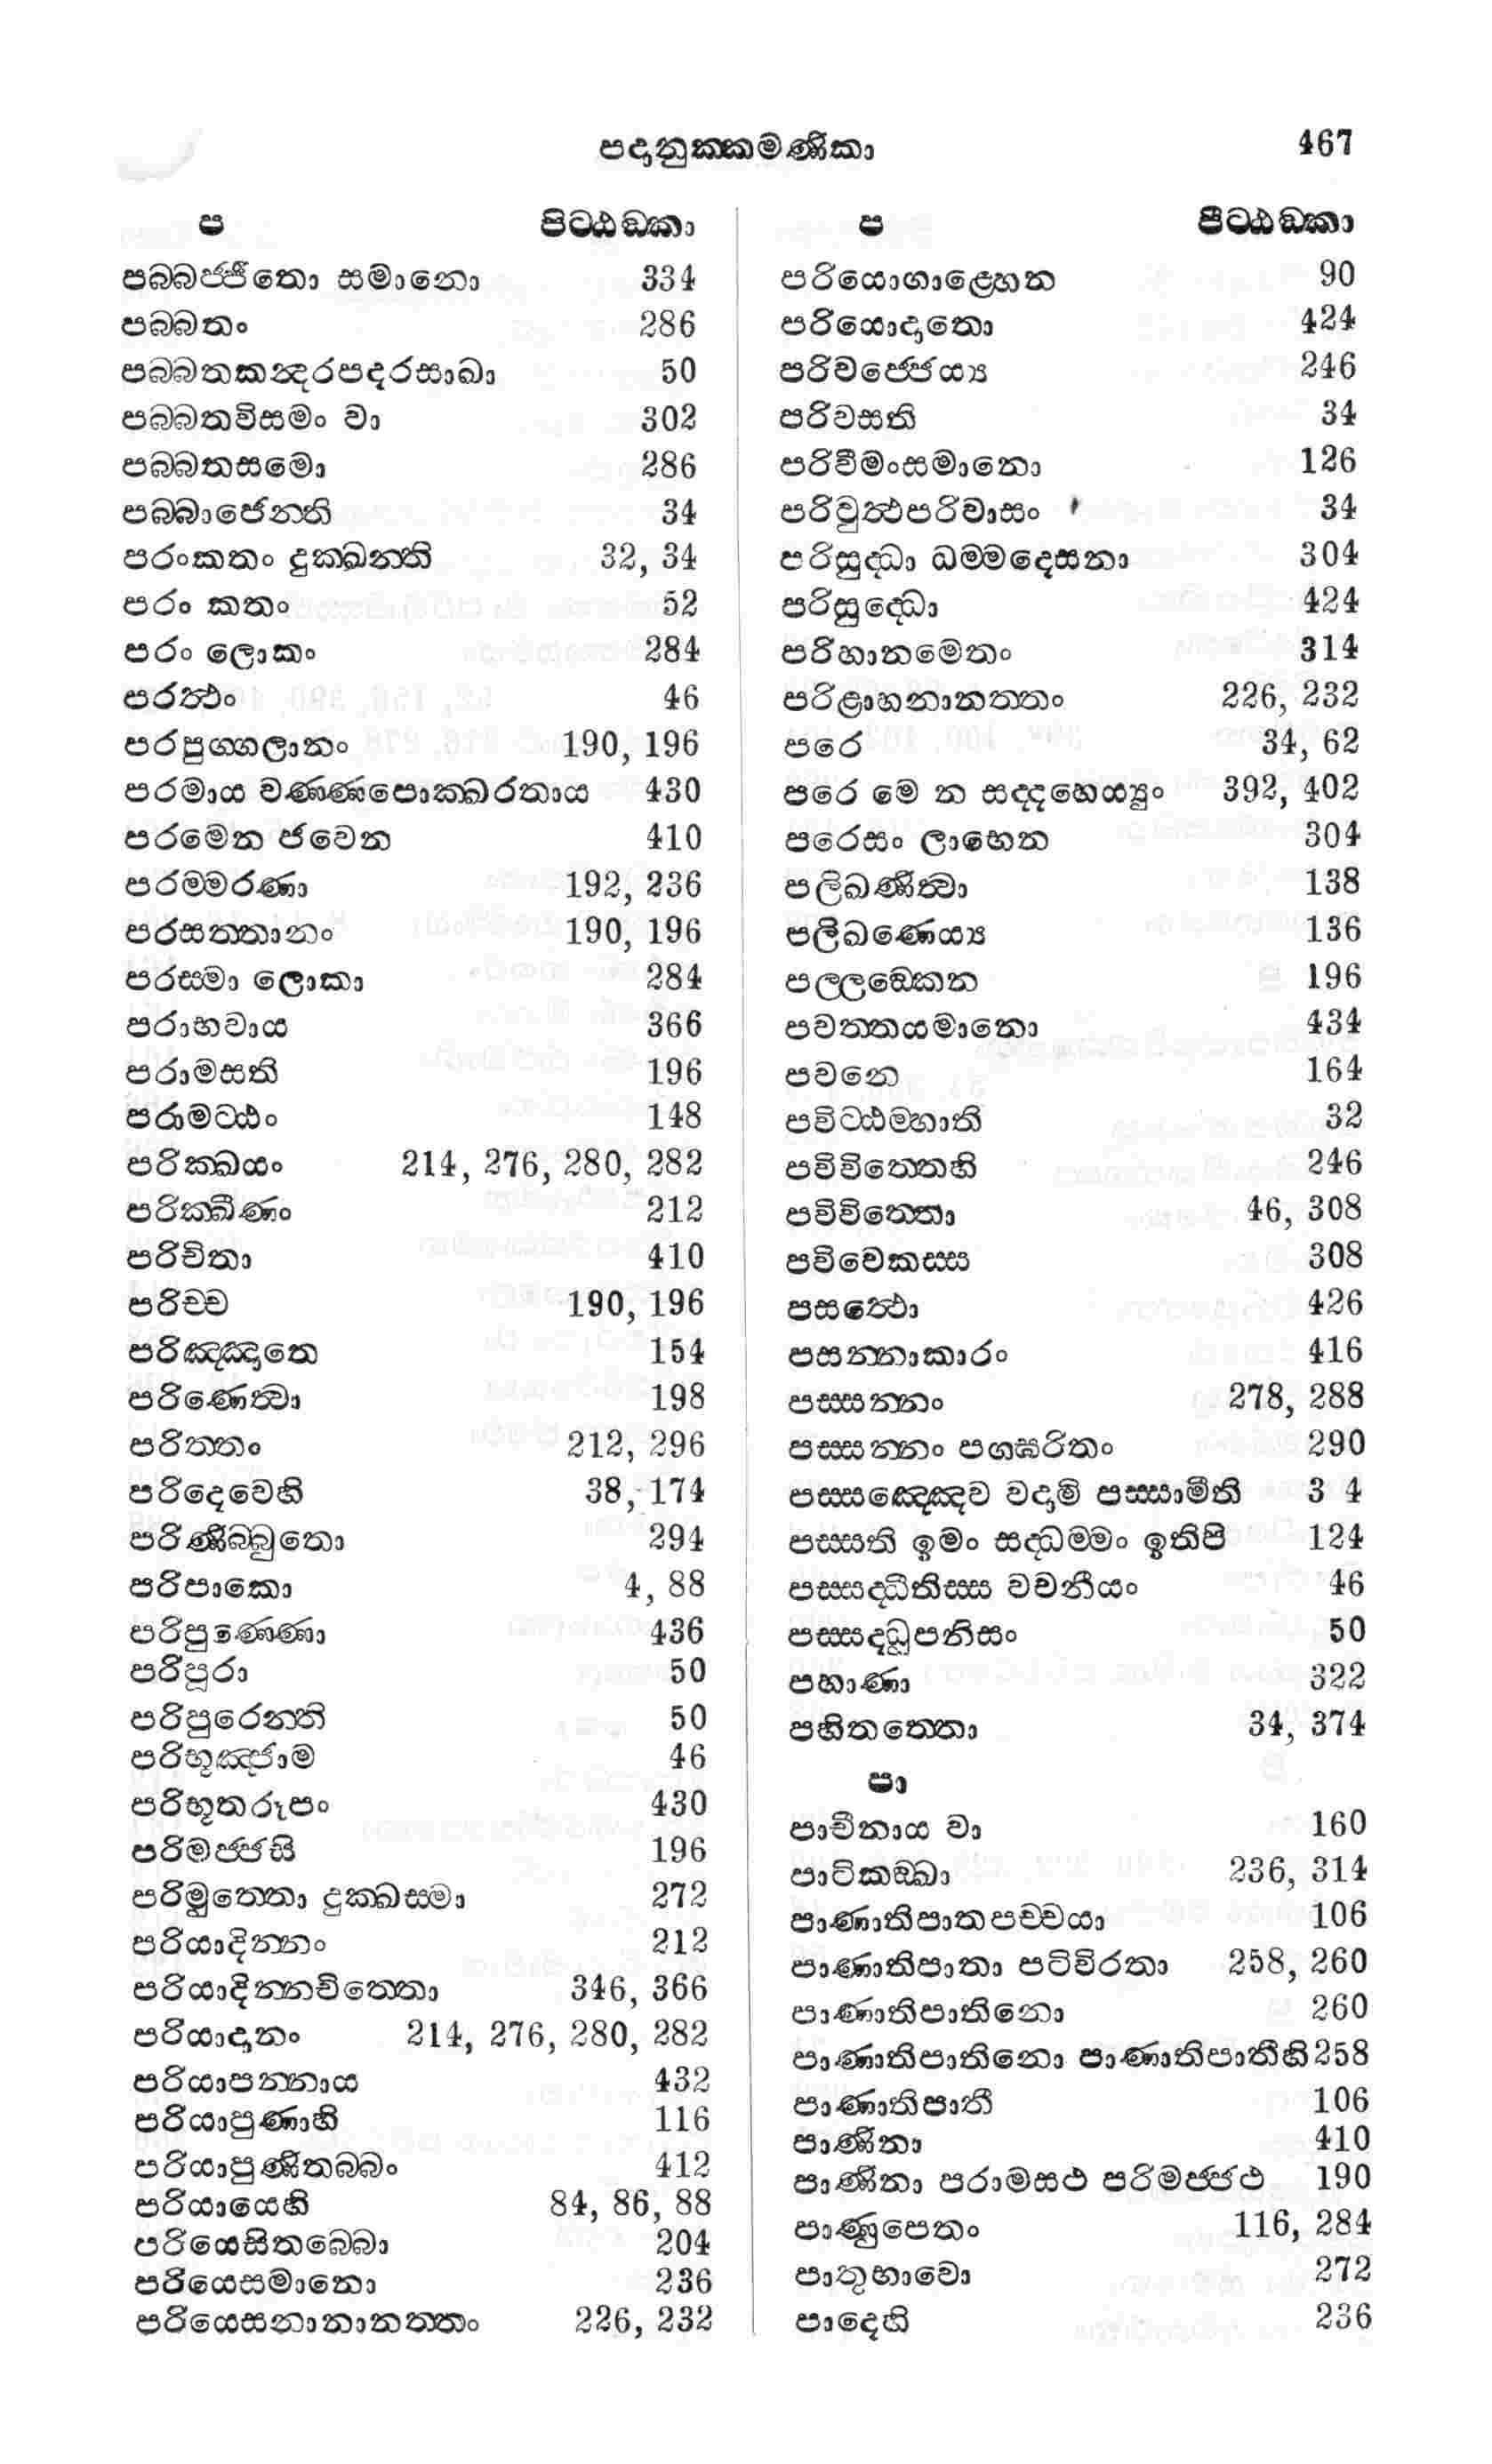 පදානුක්කමණිකා 467
ප පිට්ඨඞ්කා
පබ්බජ්ජිතො සමානො 334
පබ්බතං 286
පබ්බතකන්දරපදරසාඛා 50
පබ්බතවිසමං වා 302
පබ්බතසමො 286
පබ්බාජෙන්ති 34
පරංකතං දුක්ඛන්ති 32, 34
පරං කතං 52
පරං ලොකං 284
පරත්ථං 46
පරපුග්ගලානං 190, 196
පරමාය වණ්ණපොක්ඛරතාය 430
පරමෙන ජවෙන 410
පරම්මරණා 192, 236
පරසත්තානං 190, 196
පරස්මා ලොකා 284
පරාභවාය 366
පරාමසති 196
පරාමට්ඨං 148
පරික්ඛයං 214, 276, 280, 282
පරික්ඛීණං 212
පරිචිතා 410
පරිච්ච 190, 196
පරිඤ්ඤාතෙ 154
පරිණෙත්වා 198
පරිත්තං 212, 296
පරිදෙවෙහි 38, 174
පරිණිබ්බුතො 294
පරිපාකො 4, 88
පරිපුණ්ණො 436
පරිපූරා 50
පරිපුරෙන්ති 50
පරිභූඤ්ජාම 46
පරිභූතරූපං 430
පරිමජ්ජසි 196
පරිමුත්තො දුක්ඛස්මා 272
පරියාදින්නං 212
පරියාදින්නචිත්තො 346, 366
පරියාදානං 214, 276, 280, 282
පරියාපන්නාය 432
පරියාපුණාහි 116
පරියාපුණිතබ්බං 412
පරියායෙහි 84, 86, 88
පරියෙසිතබ්බො 204
පරියෙසමානො 236
පරියෙසනානානත්තං 226, 232
ප පිට්ඨඞ්කා
පරියොගාළ්හෙන 90
පරියොදාතො 424
පරිවජ්ජෙය්ය 246
පරිවසති 34
පරිවීමංසමානො 126
පරිවුත්ථපරිවාසං 34
පරිසුද්ධා ධම්මදෙසනා 304
පරිසුද්ධො 424
පරිහානමෙතං 314
පරිළාහනානත්තං 226, 232
පරෙ 34, 62
පරෙ මෙ න සද්දහෙය්යුං 392, 402
පරෙසං ලාභෙන 304
පලිඛණිත්වා 138
පලිඛණෙය්ය 136
පල්ලඞ්කෙන 196
පවත්තයමානො 434
පවනෙ 164
පවිට්ඨම්හාති 32
පවිවිත්තෙහි 246
පවිවිත්තො 46, 308
පවිවෙකස්ස 308
පසත්ථො 426
පසන්නාකාරං 416
පස්සන්නං 278, 288
පස්සන්නං පග්ඝරිතං 290
පස්සඤ්ඤෙව වදාමි පස්සාමීති 3 4
පස්සති ඉමං සද්ධම්මං ඉතිපි 124
පස්සද්ධීතිස්ස වචනීයං 46
පස්සද්ධූපනිසං 50
පහාණා 322
පහිතත්තො 34, 374
පා
පාචීනාය වා 160
පාටිකඞ්ඛා 236, 314
පාණාතිපාතපච්චයා 106
පාණාතිපාතා පටිවිරතා 258, 260
පාණාතිපාතිනො 260
පාණාතිපාතිනො පාණාතිපාතීහි 258
පාණාතිපාතී 106
පාණිනා 410
පාණිනා පරාමසථ පරිමජ්ජථ 190
පාණුපෙතං 116, 284
පාතුභාවො 272
පාදෙහි 236